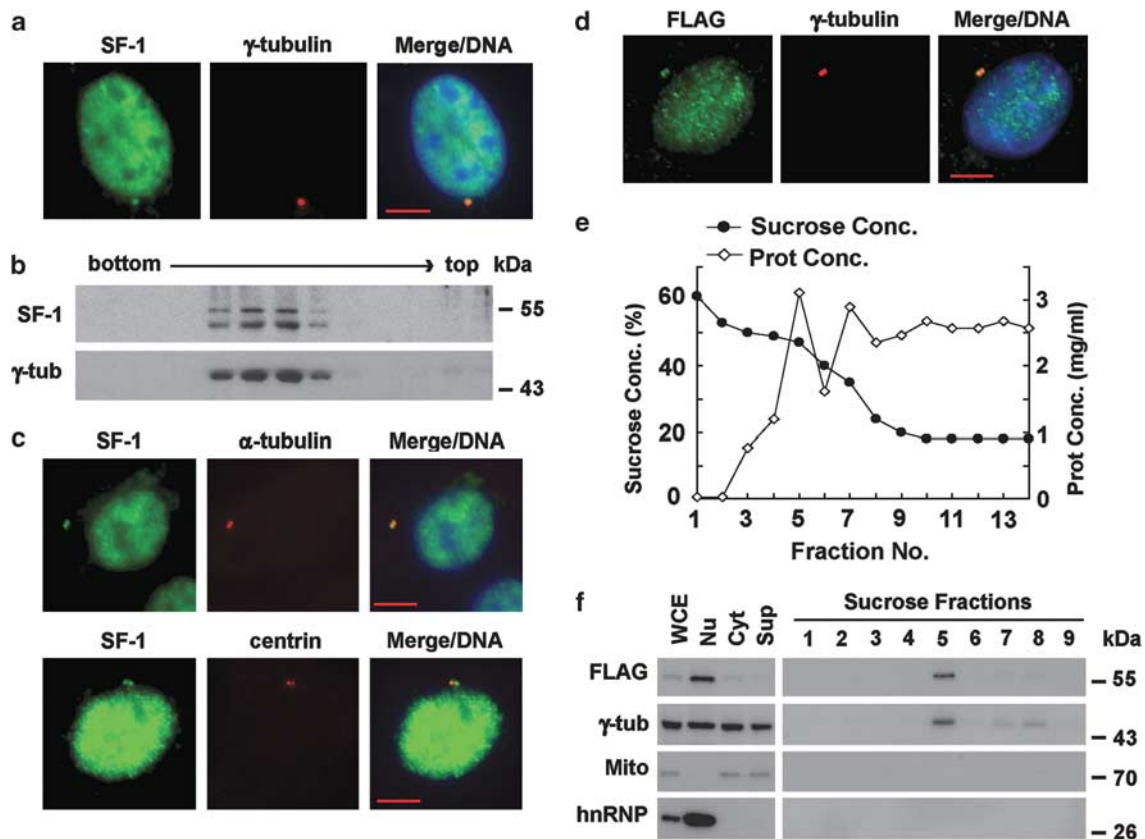 a
SF-1 γ-tubulin Merge/DNA
b
bottom top kDa
SF-1 55
γ-tub 43
c
SF-1 α-tubulin Merge/DNA
SF-1 centrin Merge/DNA
d
FLAG γ-tubulin Merge/DNA
e
Sucrose Conc.
Prot Conc.
Sucrose Conc. (%)
60
40
20
0
3
2
1
0
Prot Conc. (mg/ml)
1 3 5 7 9 11 13
Fraction No.
f
WCE Nu Cyt Sup
Sucrose Fractions
1 2 3 4 5 6 7 8 9 kDa
FLAG 55
γ-tub 43
Mito 70
hnRNP 26